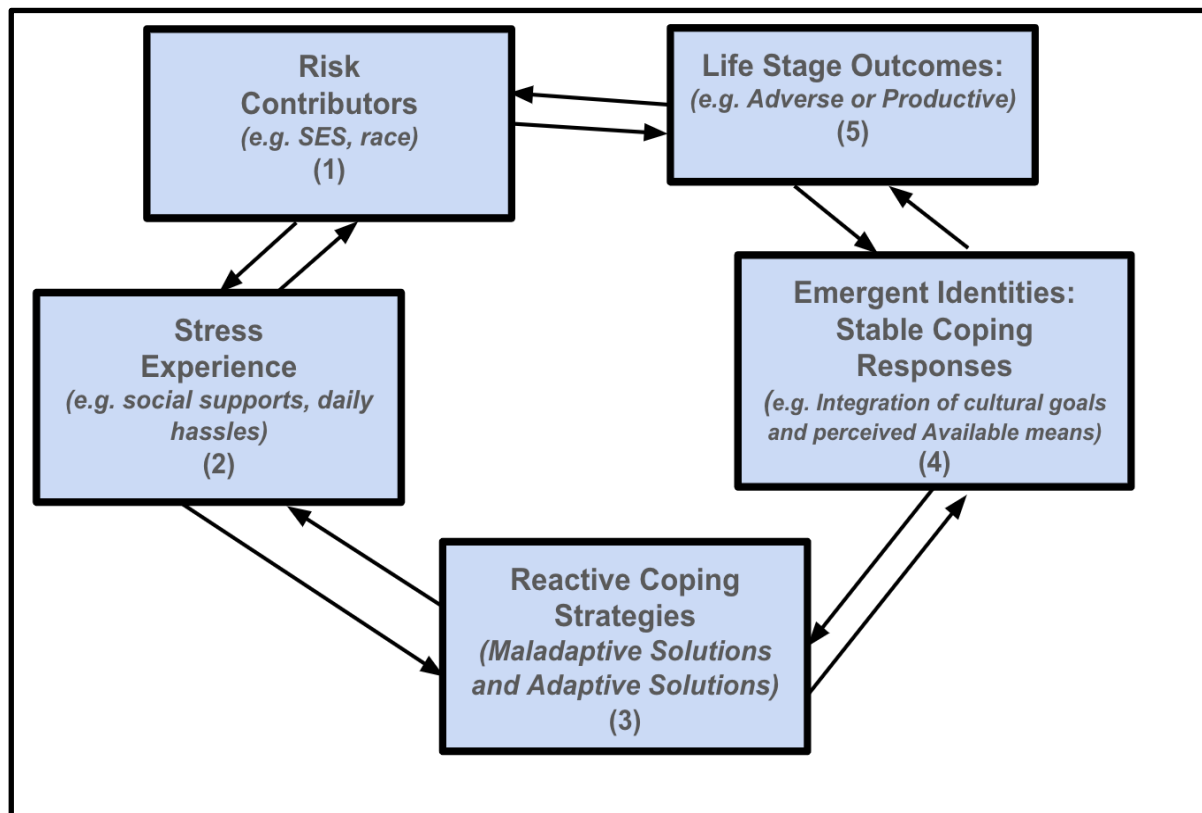 Risk
Contributors
(e.g. SES, race)
(1)
Life Stage Outcomes:
(e.g. Adverse or Productive)
(5)
Stress
Experience
(e.g. social supports, daily
hassles)
(2)
Emergent Identities:
Stable Coping
Responses
(e.g. Integration of cultural goals
and perceived Available means)
(4)
Reactive Coping
Strategies
(Maladaptive Solutions
and Adaptive Solutions)
(3)